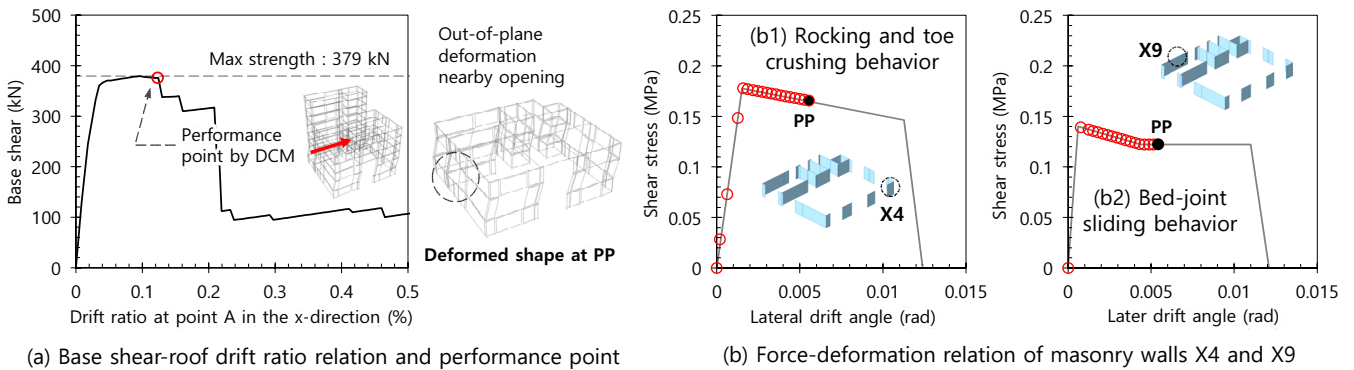 500
400
300
200
100
0
Base shear (kN)
Max strength : 379 kN
Performance
point by DCM
0
0.1
0.2
0.3
0.4
0.5
Drift ratio at point A in the x-direction (%)
Out-of-plane
deformation
nearby opening
Deformed shape at PP
(a) Base shear-roof drift ratio relation and performance point
0.25
0.2
0.15
0.1
0.05
0
Shear stress (MPa)
(b1) Rocking and toe
crushing behavior
PP
X4
0
0.005
0.01
0.015
Lateral drift angle (rad)
0.25
0.2
0.15
0.1
0.05
0
Shear stress (MPa)
X9
PP
(b2) Bed-joint
sliding behavior
0
0.005
0.01
0.015
Later drift angle (rad)
(b) Force-deformation relation of masonry walls X4 and X9